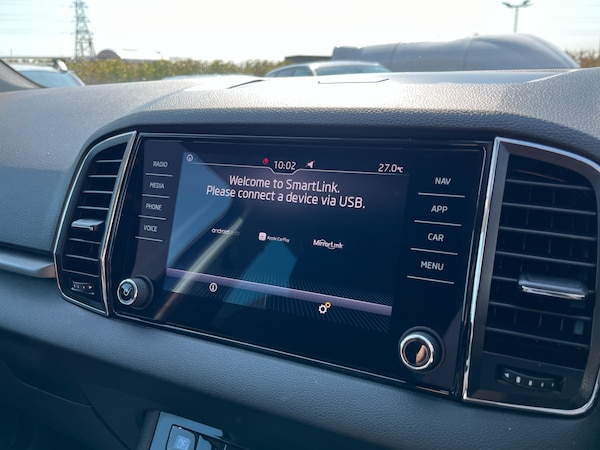 RADIO
MEDIA
PHONE
VOICE
10:02
27.0°C
Welcome to SmartLink.
Please connect a device via USB.
androidauto
Apple CarPlay
MirrorLink
NAV
APP
CAR
MENU